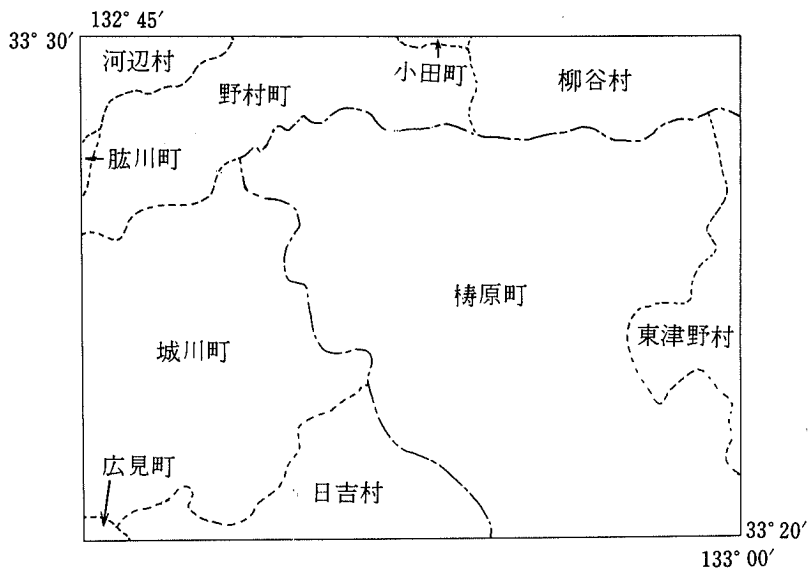 132° 45′
33° 30′
河辺村
小田町
柳谷村
野村町
肱川町
梼原町
東津野村
城川町
広見町
日吉村
33° 20′
133° 00′